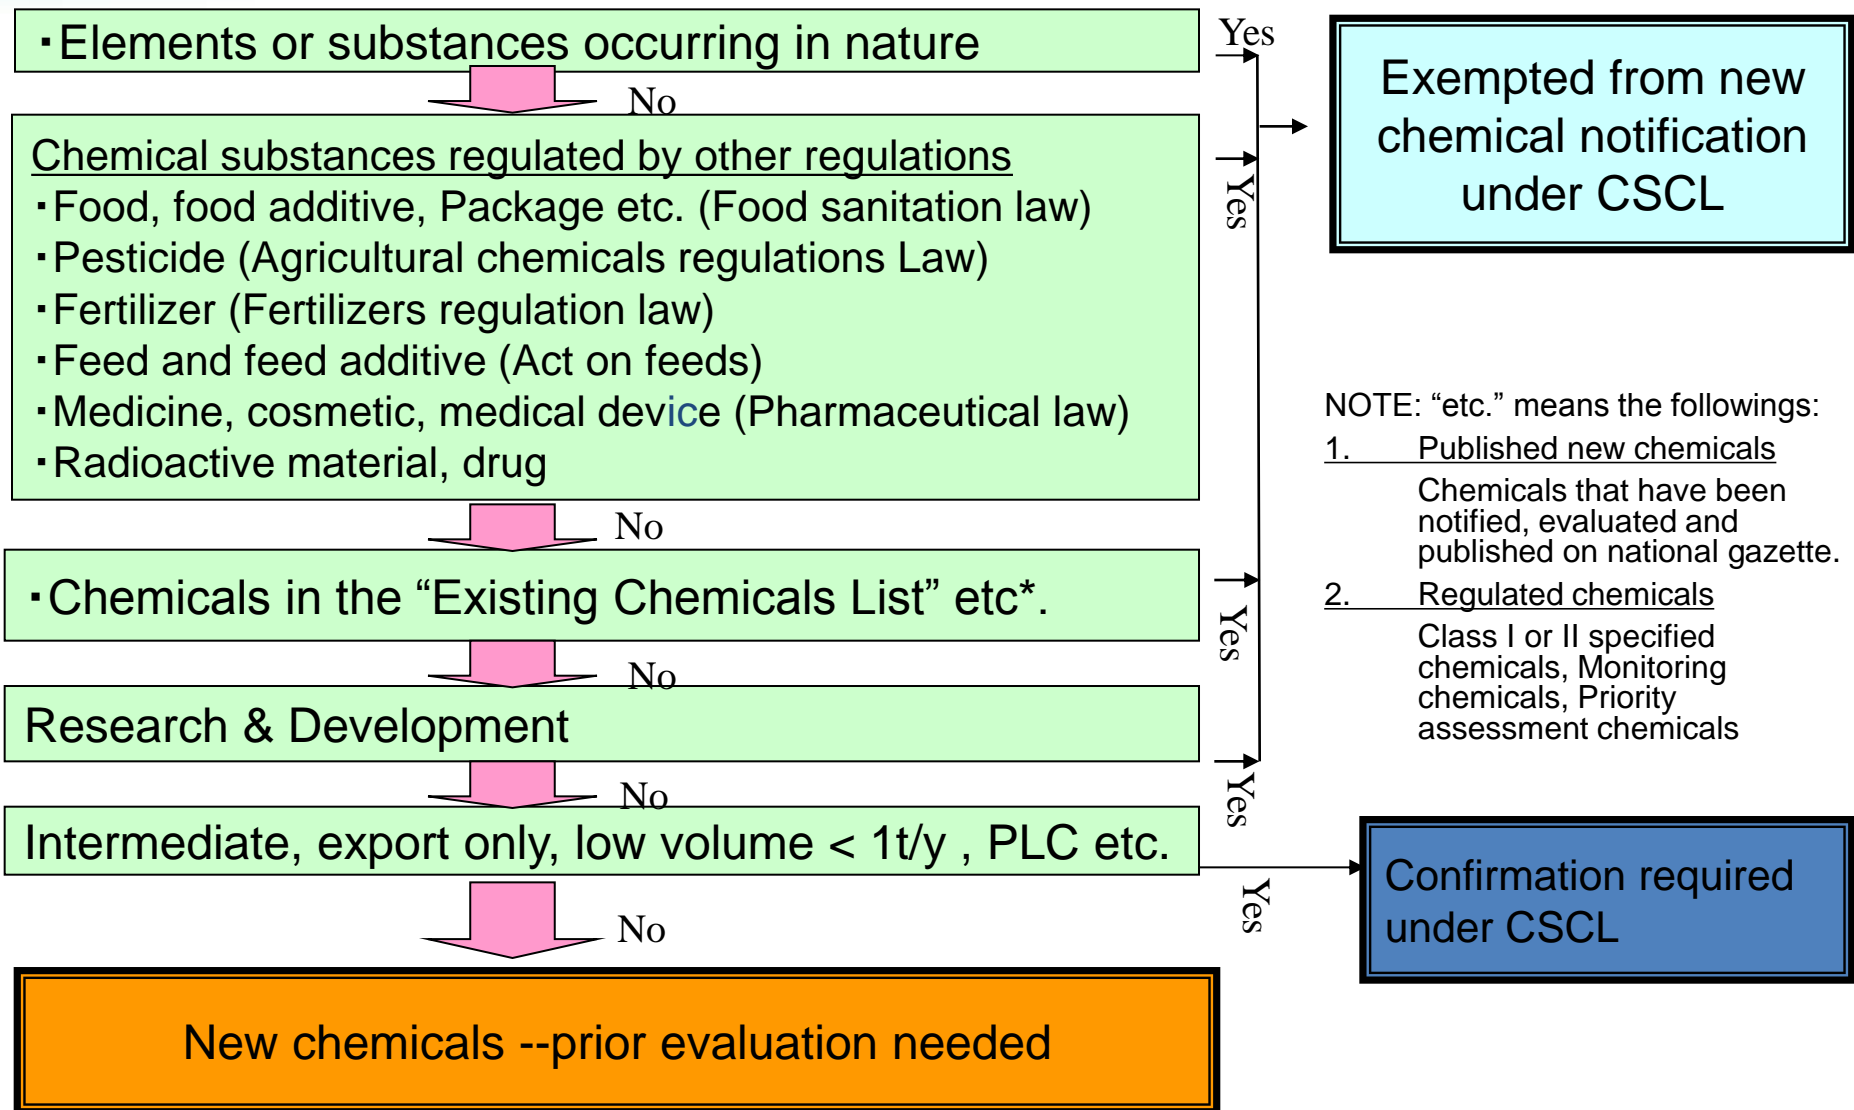 ・Elements or substances occurring in nature
Yes
No
Chemical substances regulated by other regulations
・Food, food additive, Package etc. (Food sanitation law)
・Pesticide (Agricultural chemicals regulations Law)
・Fertilizer (Fertilizers regulation law)
・Feed and feed additive (Act on feeds)
・Medicine, cosmetic, medical device (Pharmaceutical law)
・Radioactive material, drug
Yes
No
・Chemicals in the “Existing Chemicals List” etc*.
Yes
No
Research & Development
Yes
No
Intermediate, export only, low volume < 1t/y , PLC etc.
Yes
No
New chemicals --prior evaluation needed
Exempted from new
chemical notification
under CSCL
NOTE: “etc.” means the followings:
1. Published new chemicals
Chemicals that have been
notified, evaluated and
published on national gazette.
2. Regulated chemicals
Class I or II specified
chemicals, Monitoring
chemicals, Priority
assessment chemicals
Confirmation required
under CSCL